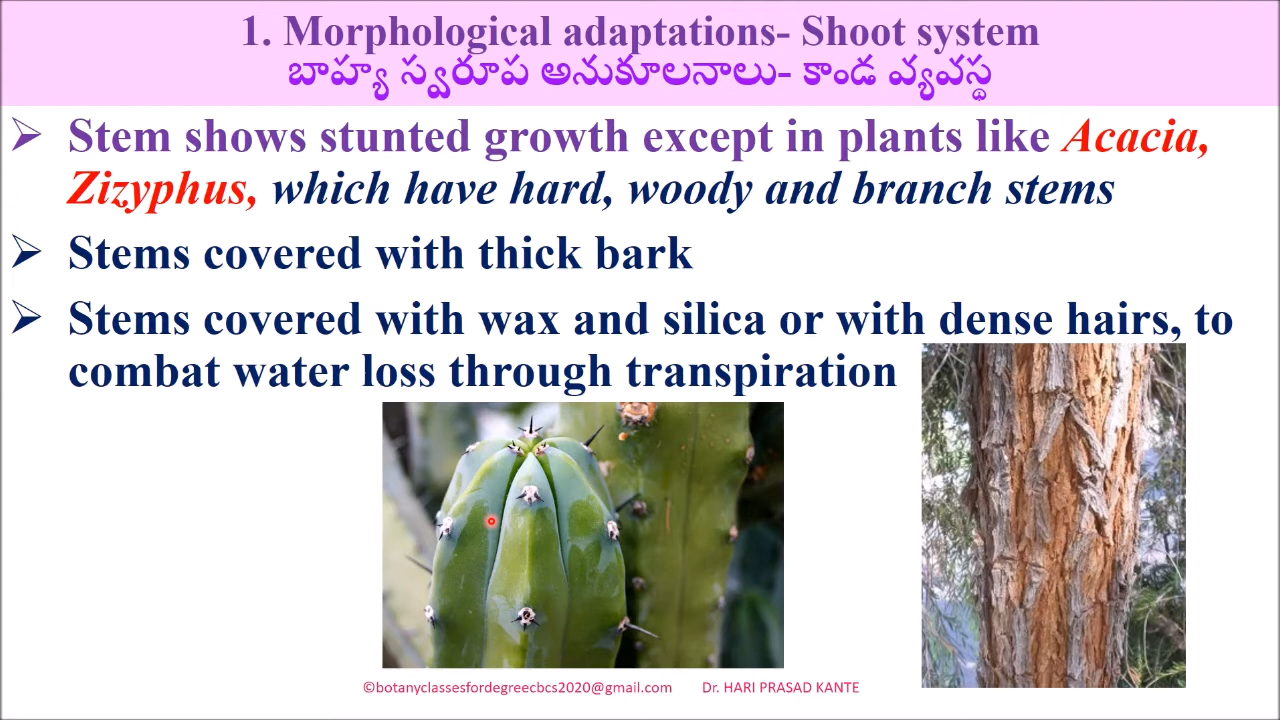 1. Morphological adaptations- Shoot system
బాహ్య స్వరూప అనుకూలనాలు- కాండ వ్యవస్థ
➢ Stem shows stunted growth except in plants like Acacia,
Zizyphus, which have hard, woody and branch stems
➢ Stems covered with thick bark
➢ Stems covered with wax and silica or with dense hairs, to
combat water loss through transpiration
©botanyclassesfordegreecbcs2020@gmail.com Dr. HARI PRASAD KANTE